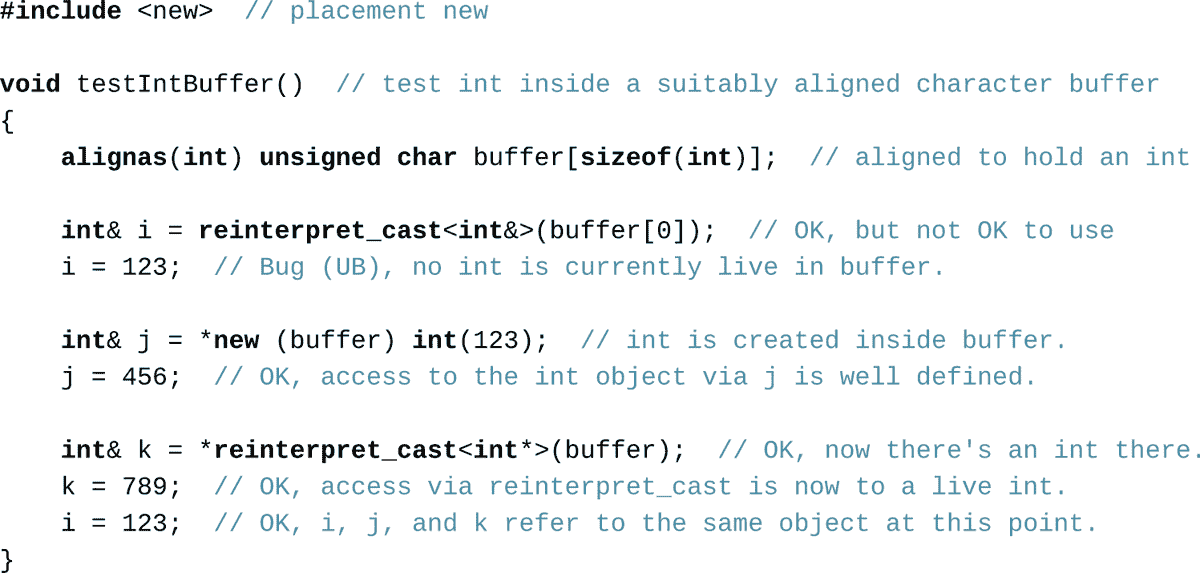 #include <new>  // placement new
void testIntBuffer()  // test int inside a suitably aligned character buffer
{
    alignas(int) unsigned char buffer[sizeof(int)];  // aligned to hold an int
    int& i = reinterpret_cast<int&>(buffer[0]);  // OK, but not OK to use
    i = 123;  // Bug (UB), no int is currently live in buffer.
    int& j = *new (buffer) int(123);  // int is created inside buffer.
    j = 456;  // OK, access to the int object via j is well defined.
    int& k = *reinterpret_cast<int*>(buffer);  // OK, now there's an int there.
    k = 789;  // OK, access via reinterpret_cast is now to a live int.
    i = 123;  // OK, i, j, and k refer to the same object at this point.
}